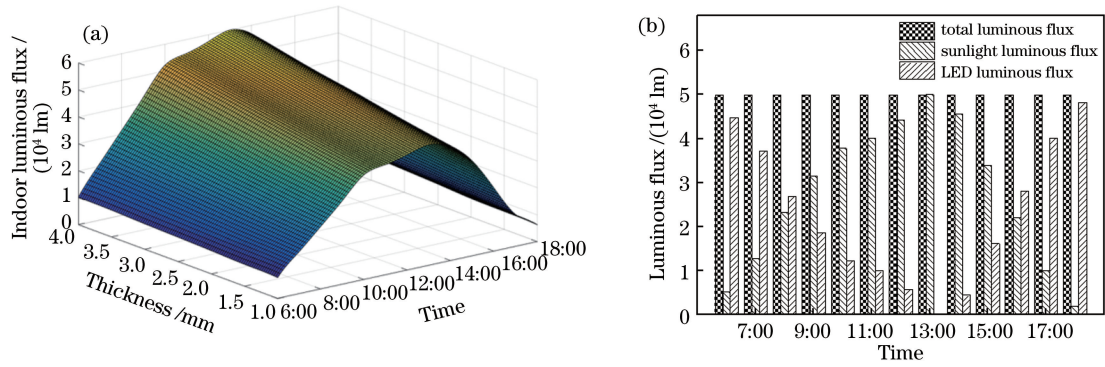 (a)
Indoor luminous flux /
(10⁴ lm)
6
5
4
3
2
1
0
4.0
3.5
3.0
2.5
2.0
1.5
1.0
Thickness /mm
6:00
8:00
10:00
12:00
14:00
16:00
18:00
Time
(b)
total luminous flux
sunlight luminous flux
LED luminous flux
Luminous flux /(10⁴ lm)
6
5
4
3
2
1
0
7:00 9:00 11:00 13:00 15:00 17:00
Time